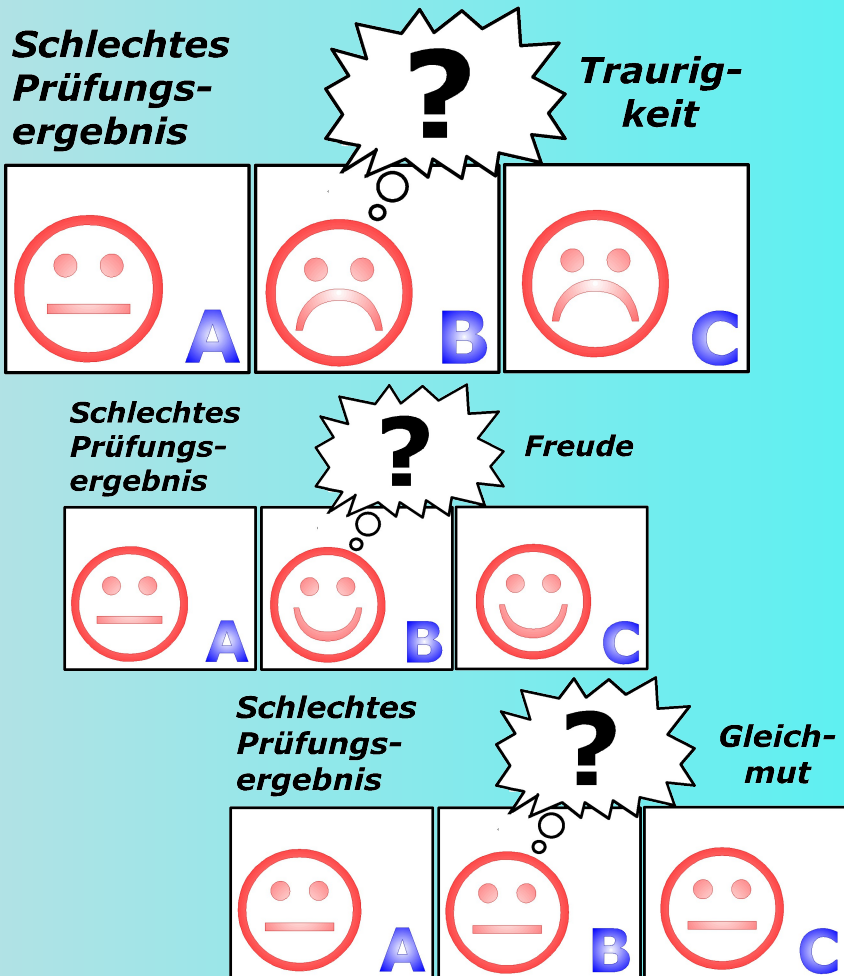 Schlechtes
Prüfungs-
ergebnis
?
Traurig-
keit
A
B
C
Schlechtes
Prüfungs-
ergebnis
?
Freude
A
B
C
Schlechtes
Prüfungs-
ergebnis
?
Gleich-
mut
A
B
C